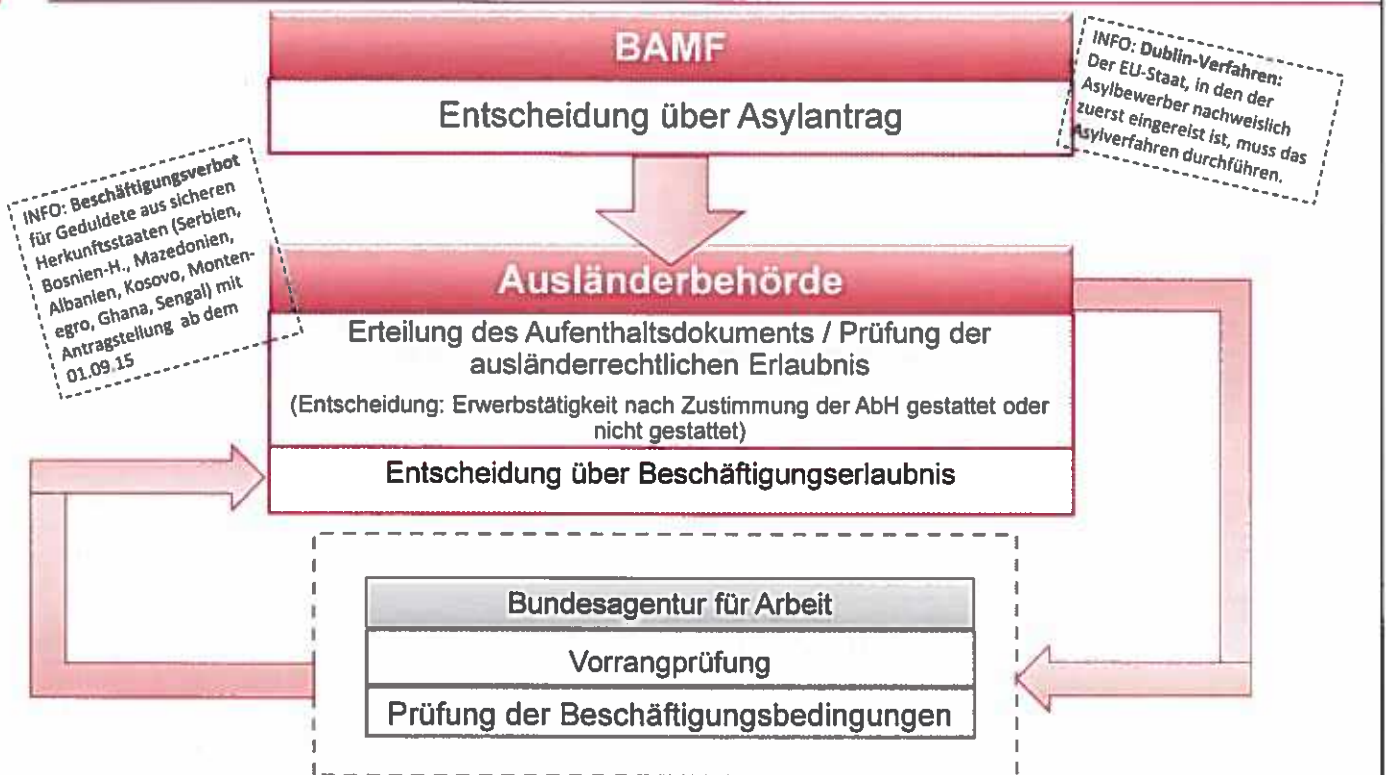 BAMF
Entscheidung über Asylantrag
INFO: Dublin-Verfahren:
Der EU-Staat, in den der
Asylbewerber nachweislich
zuerst eingereist ist, muss das
Asylverfahren durchführen.
INFO: Beschäftigungsverbot
für Geduldete aus sicheren
Herkunftsstaaten (Serbien,
Bosnien-H., Mazedonien,
Albanien, Kosovo, Monten-
egro, Ghana, Sengal) mit
Antragstellung ab dem
01.09.15
Ausländerbehörde
Erteilung des Aufenthaltsdokuments / Prüfung der
ausländerrechtlichen Erlaubnis
(Entscheidung: Erwerbstätigkeit nach Zustimmung der AbH gestattet oder
nicht gestattet)
Entscheidung über Beschäftigungserlaubnis
Bundesagentur für Arbeit
Vorrangprüfung
Prüfung der Beschäftigungsbedingungen